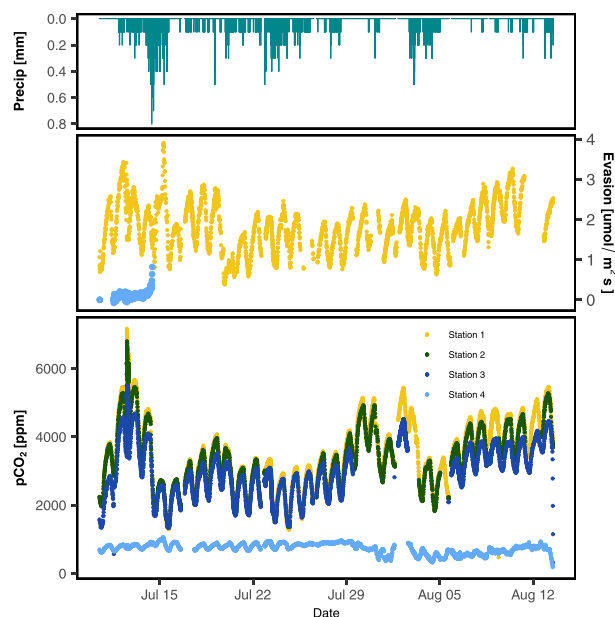 Precip [mm]
0.0
0.2
0.4
0.6
0.8
Evasion [umol / m² s]
4
3
2
1
0
pCO₂ [ppm]
6000
4000
2000
0
Station 1
Station 2
Station 3
Station 4
Jul 15
Jul 22
Jul 29
Aug 05
Aug 12
Date